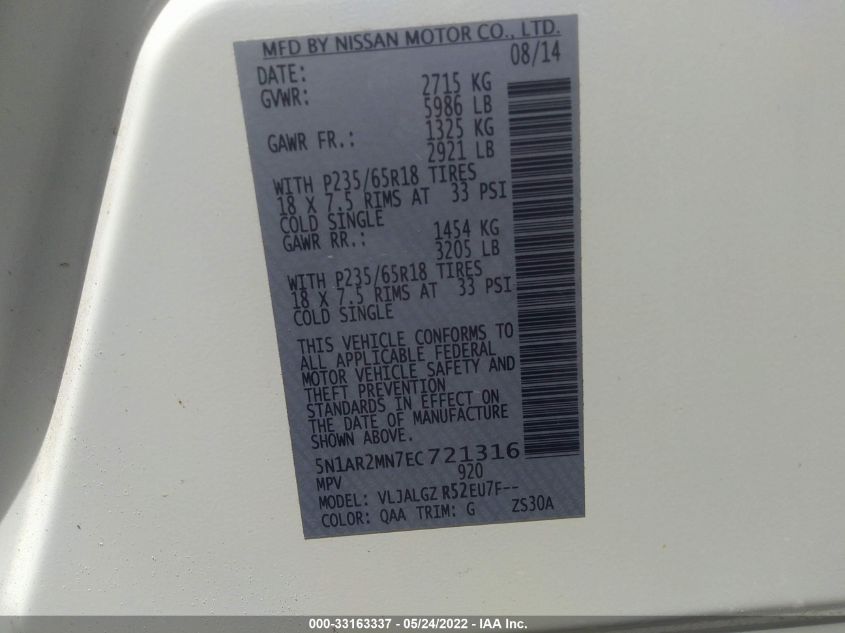 MFD BY NISSAN MOTOR CO., LTD.
DATE: 08/14
GVWR: 2715 KG
5986 LB
GAWR FR.: 1325 KG
2921 LB
WITH P235/65R18 TIRES
18 X 7.5 RIMS AT 33 PSI
COLD SINGLE
GAWR RR.: 1454 KG
3205 LB
WITH P235/65R18 TIRES
18 X 7.5 RIMS AT 33 PSI
COLD SINGLE
THIS VEHICLE CONFORMS TO
ALL APPLICABLE FEDERAL
MOTOR VEHICLE SAFETY AND
THEFT PREVENTION
STANDARDS IN EFFECT ON
THE DATE OF MANUFACTURE
SHOWN ABOVE.
5N1AR2MN7EC721316
MPV 920
MODEL: VLJALGZ R52EU7F--
COLOR: QAA TRIM: G ZS30A
000-33163337 - 05/24/2022 - IAA Inc.